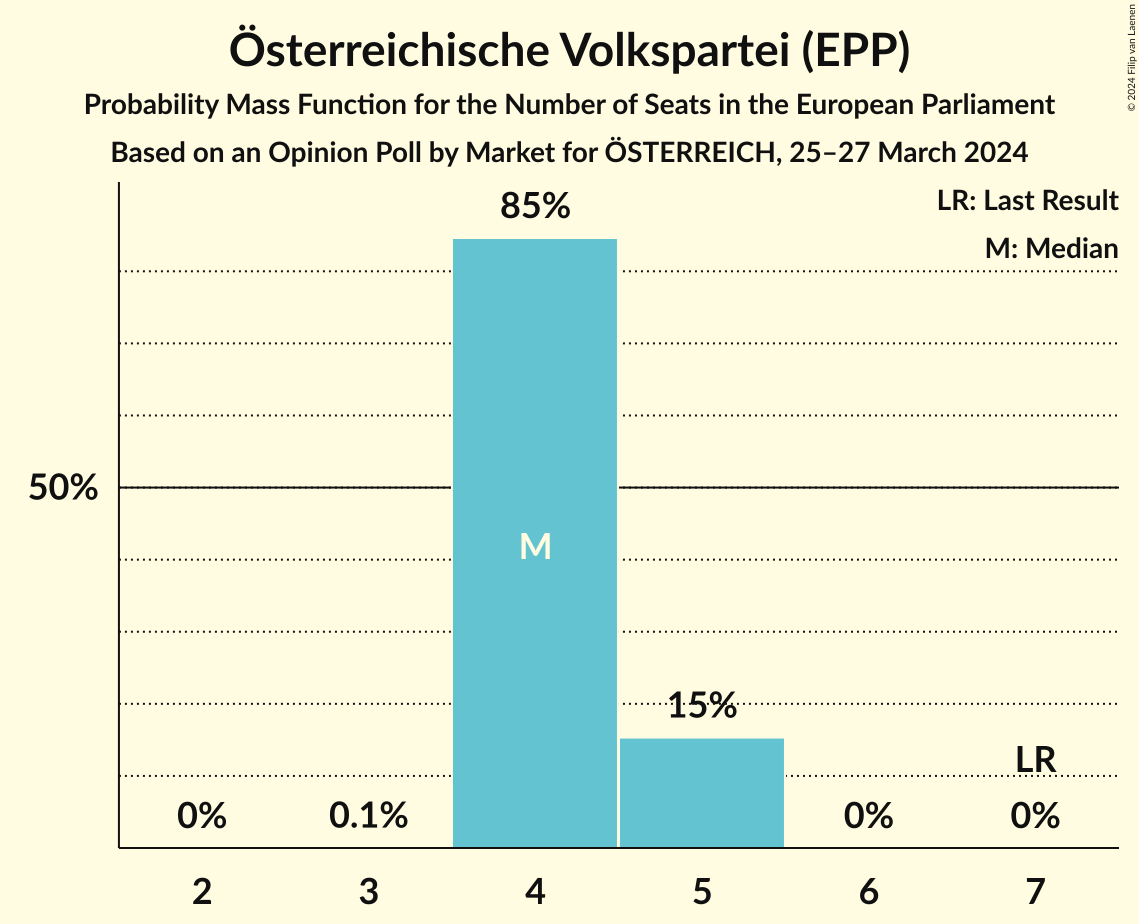 Österreichische Volkspartei (EPP)
Probability Mass Function for the Number of Seats in the European Parliament
Based on an Opinion Poll by Market for ÖSTERREICH, 25–27 March 2024
© 2024 Filip van Laenen
LR: Last Result
M: Median
85%
50%
M
15%
LR
0%
0.1%
0%
0%
2
3
4
5
6
7